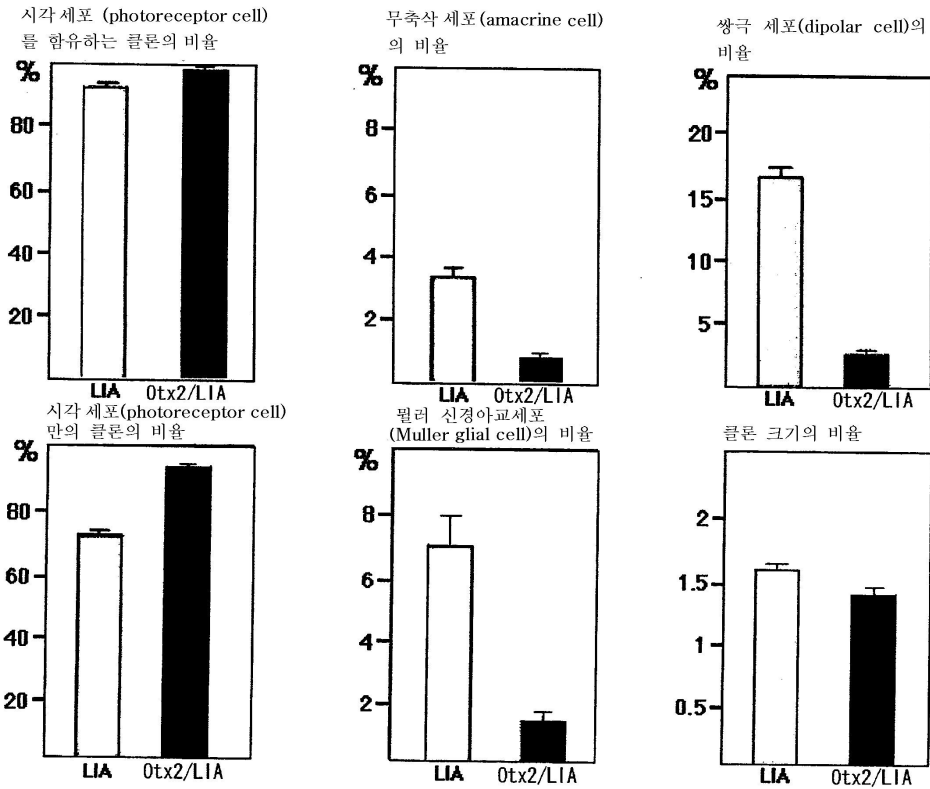 시각 세포 (photoreceptor cell)
를 함유하는 클론의 비율
%
80
60
40
20
LIA Otx2/LIA
무축삭 세포(amacrine cell)
의 비율
%
8
6
4
2
LIA Otx2/LIA
쌍극 세포(dipolar cell)의
비율
%
20
15
10
5
LIA Otx2/LIA
시각 세포(photoreceptor cell)
만의 클론의 비율
%
80
60
40
20
LIA Otx2/LIA
뮐러 신경아교세포
(Muller glial cell)의 비율
%
8
6
4
2
LIA Otx2/LIA
클론 크기의 비율
2
1.5
1
0.5
LIA Otx2/LIA